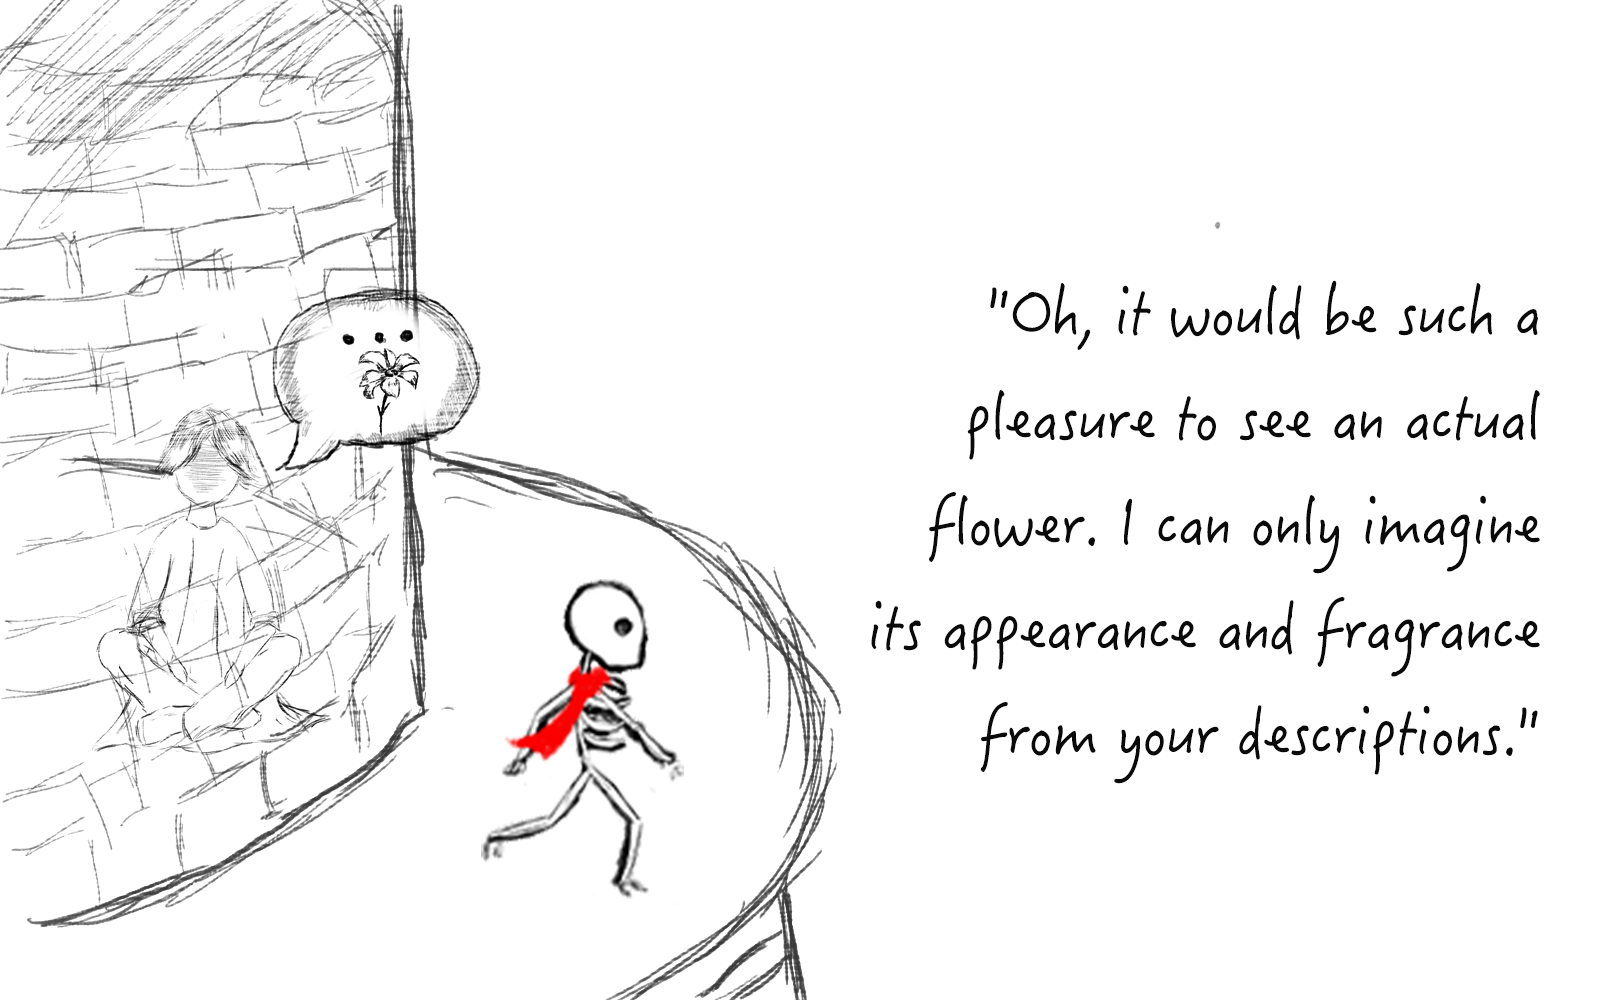 "Oh, it would be such a
pleasure to see an actual
flower. I can only imagine
its appearance and fragrance
from your descriptions."